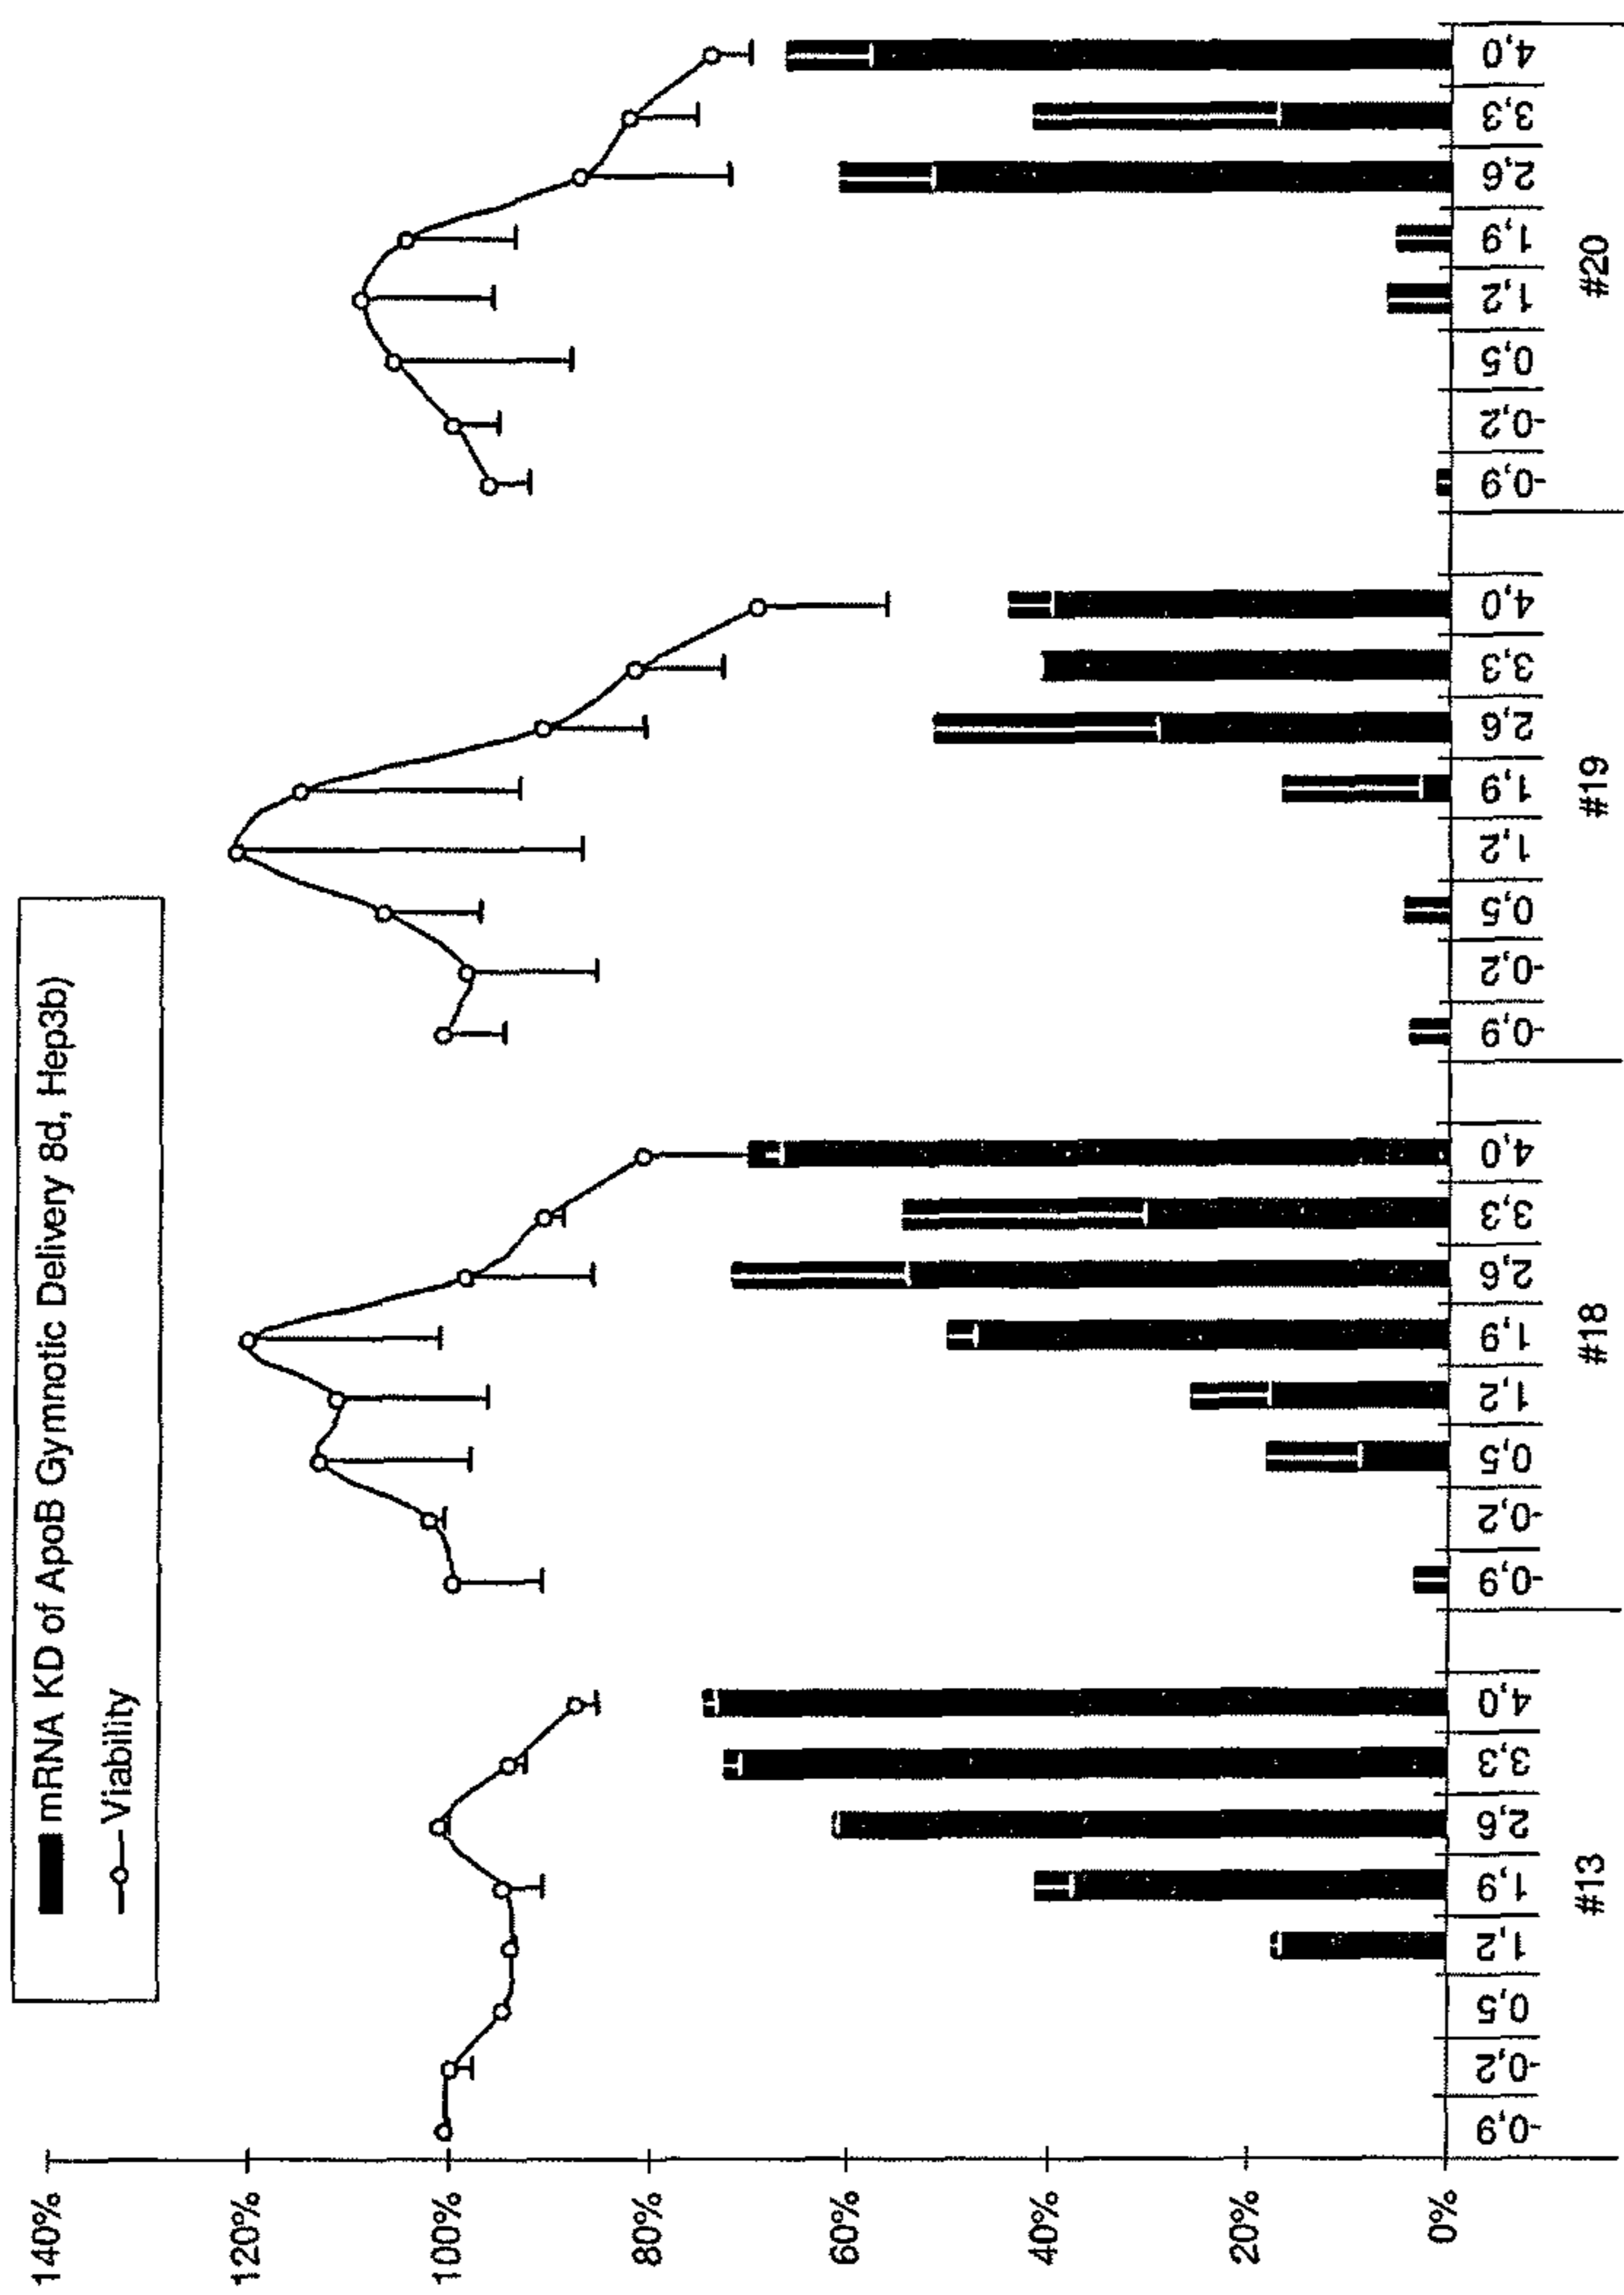 mRNA KD of ApoB Gymnotic Delivery 8d, Hep3b)
Viability
140%
120%
100%
80%
60%
40%
20%
0%
-0,9 -0,2 0,5 1,2 1,9 2,6 3,3 4,0 -0,9 -0,2 0,5 1,2 1,9 2,6 3,3 4,0 -0,9 -0,2 0,5 1,2 1,9 2,6 3,3 4,0 -0,9 -0,2 0,5 1,2 1,9 2,6 3,3 4,0
#13 #18 #19 #20